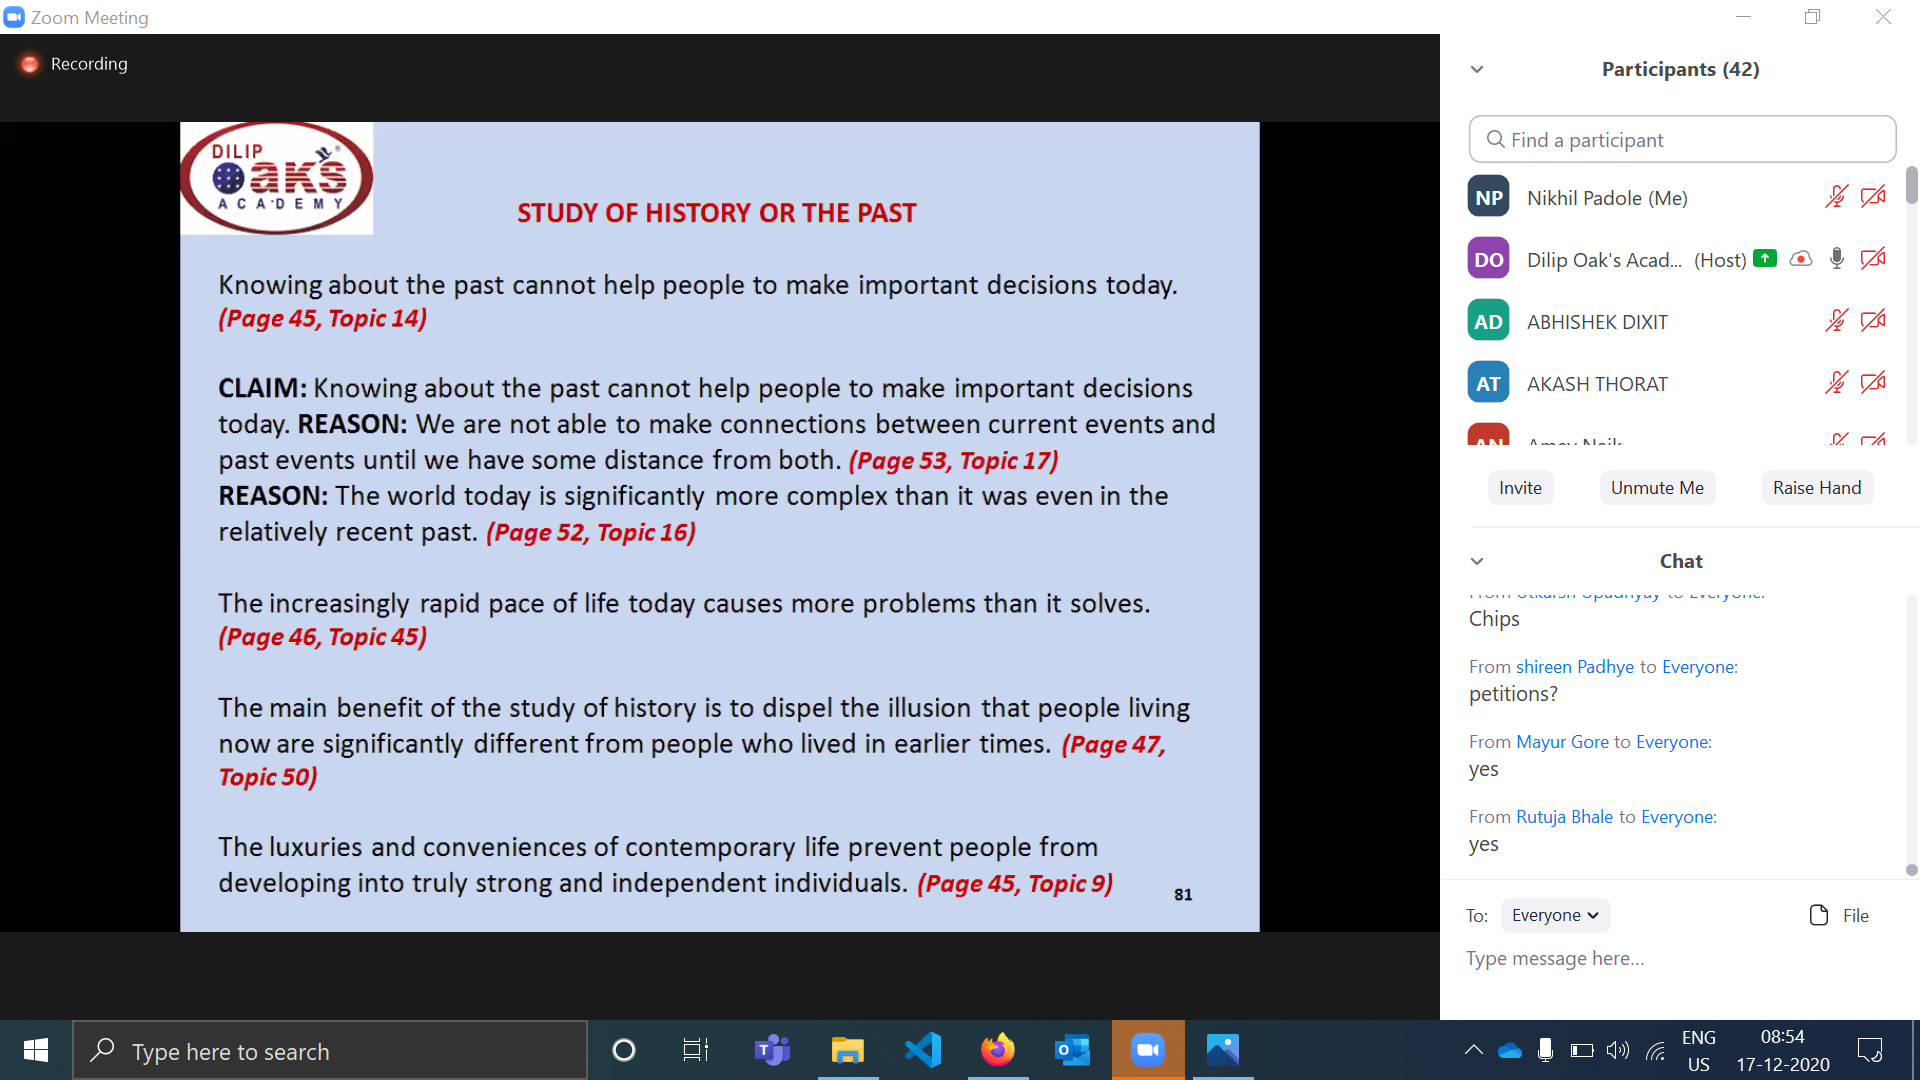 Zoom Meeting
Recording
DILIP
Oaks
ACADEMY
STUDY OF HISTORY OR THE PAST
Knowing about the past cannot help people to make important decisions today.
(Page 45, Topic 14)
CLAIM: Knowing about the past cannot help people to make important decisions
today. REASON: We are not able to make connections between current events and
past events until we have some distance from both. (Page 53, Topic 17)
REASON: The world today is significantly more complex than it was even in the
relatively recent past. (Page 52, Topic 16)
The increasingly rapid pace of life today causes more problems than it solves.
(Page 46, Topic 45)
The main benefit of the study of history is to dispel the illusion that people living
now are significantly different from people who lived in earlier times. (Page 47,
Topic 50)
The luxuries and conveniences of contemporary life prevent people from
developing into truly strong and independent individuals. (Page 45, Topic 9)
81
Participants (42)
Find a participant
NP Nikhil Padole (Me)
DO Dilip Oak's Acad... (Host)
AD ABHISHEK DIXIT
AT AKASH THORAT
AN Amey Naik
Invite Unmute Me Raise Hand
Chat
From Utkarsh Upadhyay to Everyone:
Chips
From shireen Padhye to Everyone:
petitions?
From Mayur Gore to Everyone:
yes
From Rutuja Bhale to Everyone:
yes
To: Everyone File
Type message here...
Type here to search
ENG
US
08:54
17-12-2020